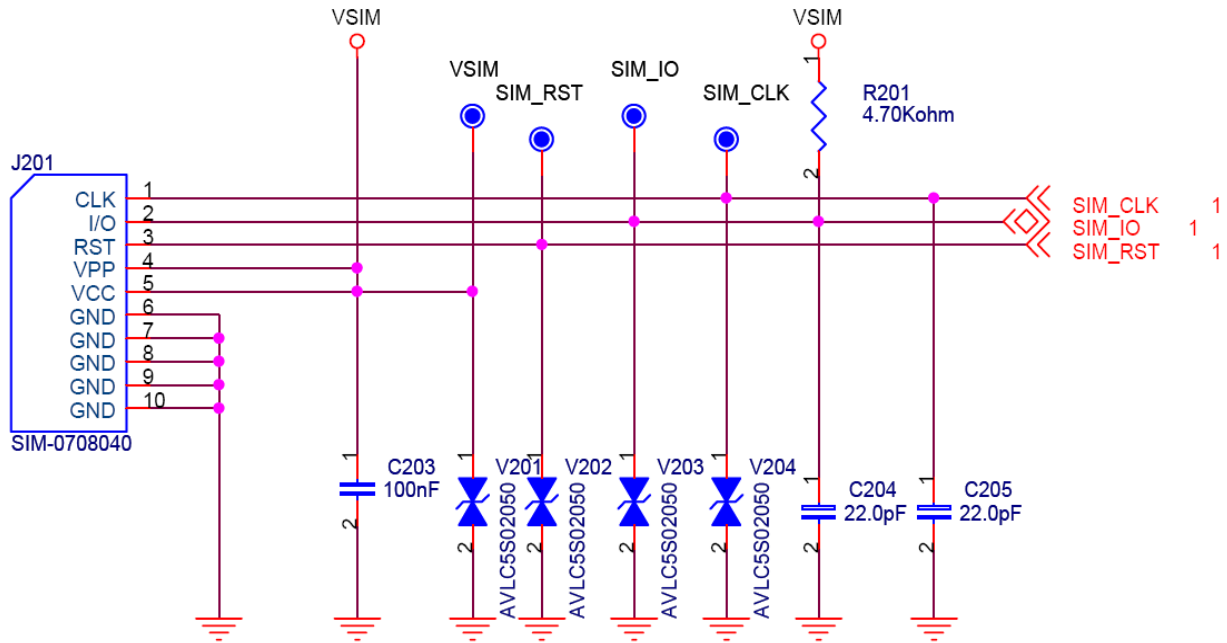 VSIM
VSIM
VSIM
SIM_IO
SIM_RST
SIM_CLK
1
R201
4.70Kohm
2
J201
CLK 1
SIM_CLK 1
I/O 2
SIM_IO 1
RST 3
SIM_RST 1
VPP 4
VCC 5
GND 6
GND 7
GND 8
GND 9
GND 10
SIM-0708040
1
C203
100nF
2
1
V201
AVLC5S02050
2
1
V202
AVLC5S02050
2
1
V203
AVLC5S02050
2
1
V204
AVLC5S02050
2
1
C204
22.0pF
2
1
C205
22.0pF
2